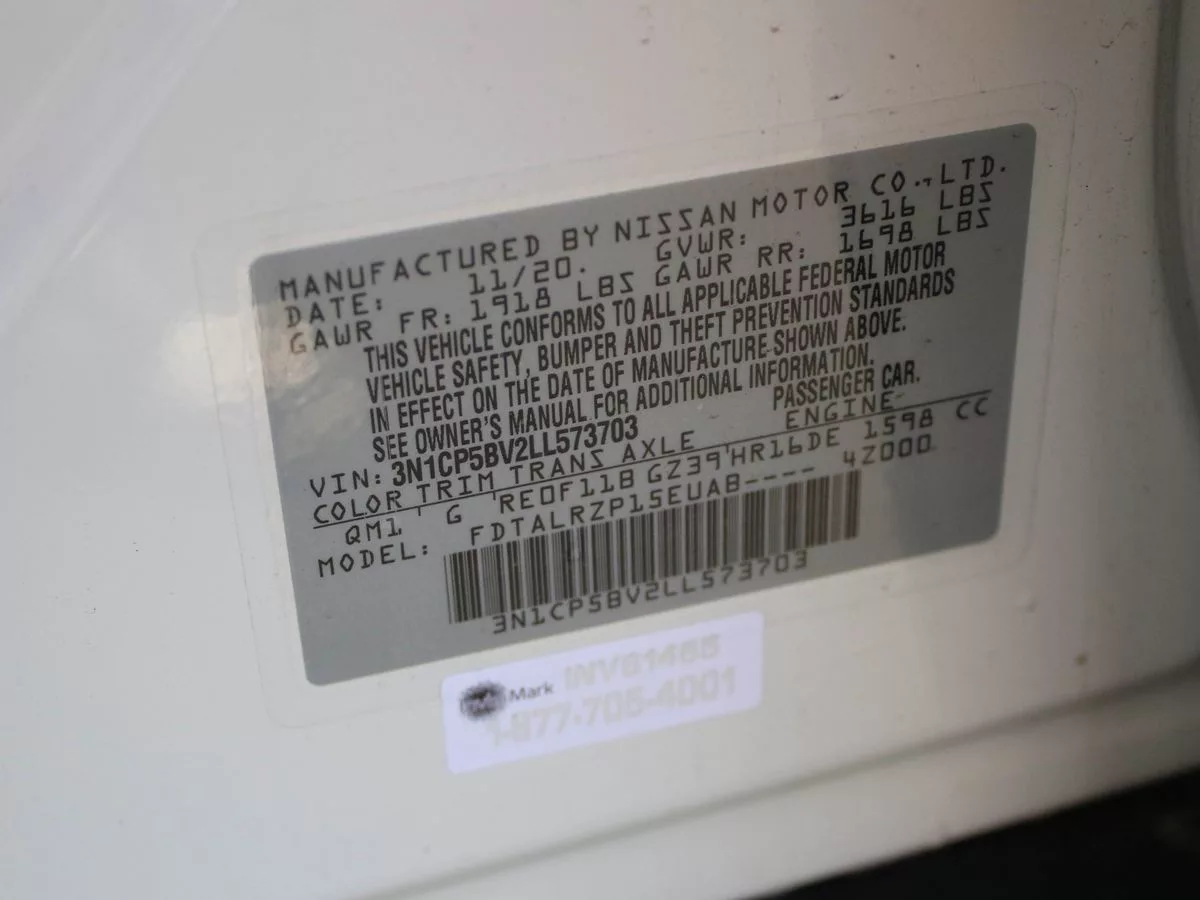 MANUFACTURED BY NISSAN MOTOR CO., LTD.
DATE: 11/20. GVWR: 3616 LBS
GAWR FR: 1918 LBS GAWR RR: 1698 LBS
THIS VEHICLE CONFORMS TO ALL APPLICABLE FEDERAL MOTOR
VEHICLE SAFETY, BUMPER AND THEFT PREVENTION STANDARDS
IN EFFECT ON THE DATE OF MANUFACTURE SHOWN ABOVE.
SEE OWNER'S MANUAL FOR ADDITIONAL INFORMATION.
VIN: 3N1CP5BV2LL573703 PASSENGER CAR.
COLOR TRIM TRANS AXLE ENGINE
QM1 G RE0F11B GZ39 HR16DE 1598 CC
MODEL: FDTALRZP15EUAB---- 4Z000
3N1CP5BV2LL573703
Mark
1-877-705-4001